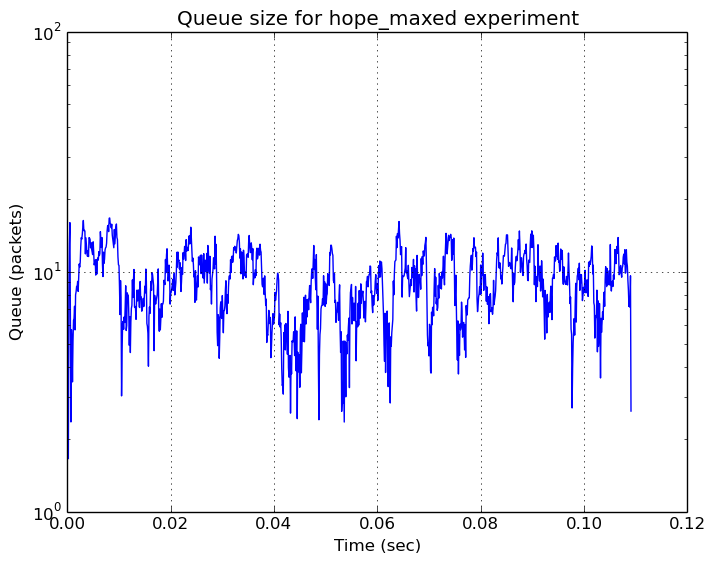 Queue size for hope_maxed experiment
10²
10¹
10⁰
Queue (packets)
0.00 0.02 0.04 0.06 0.08 0.10 0.12
Time (sec)